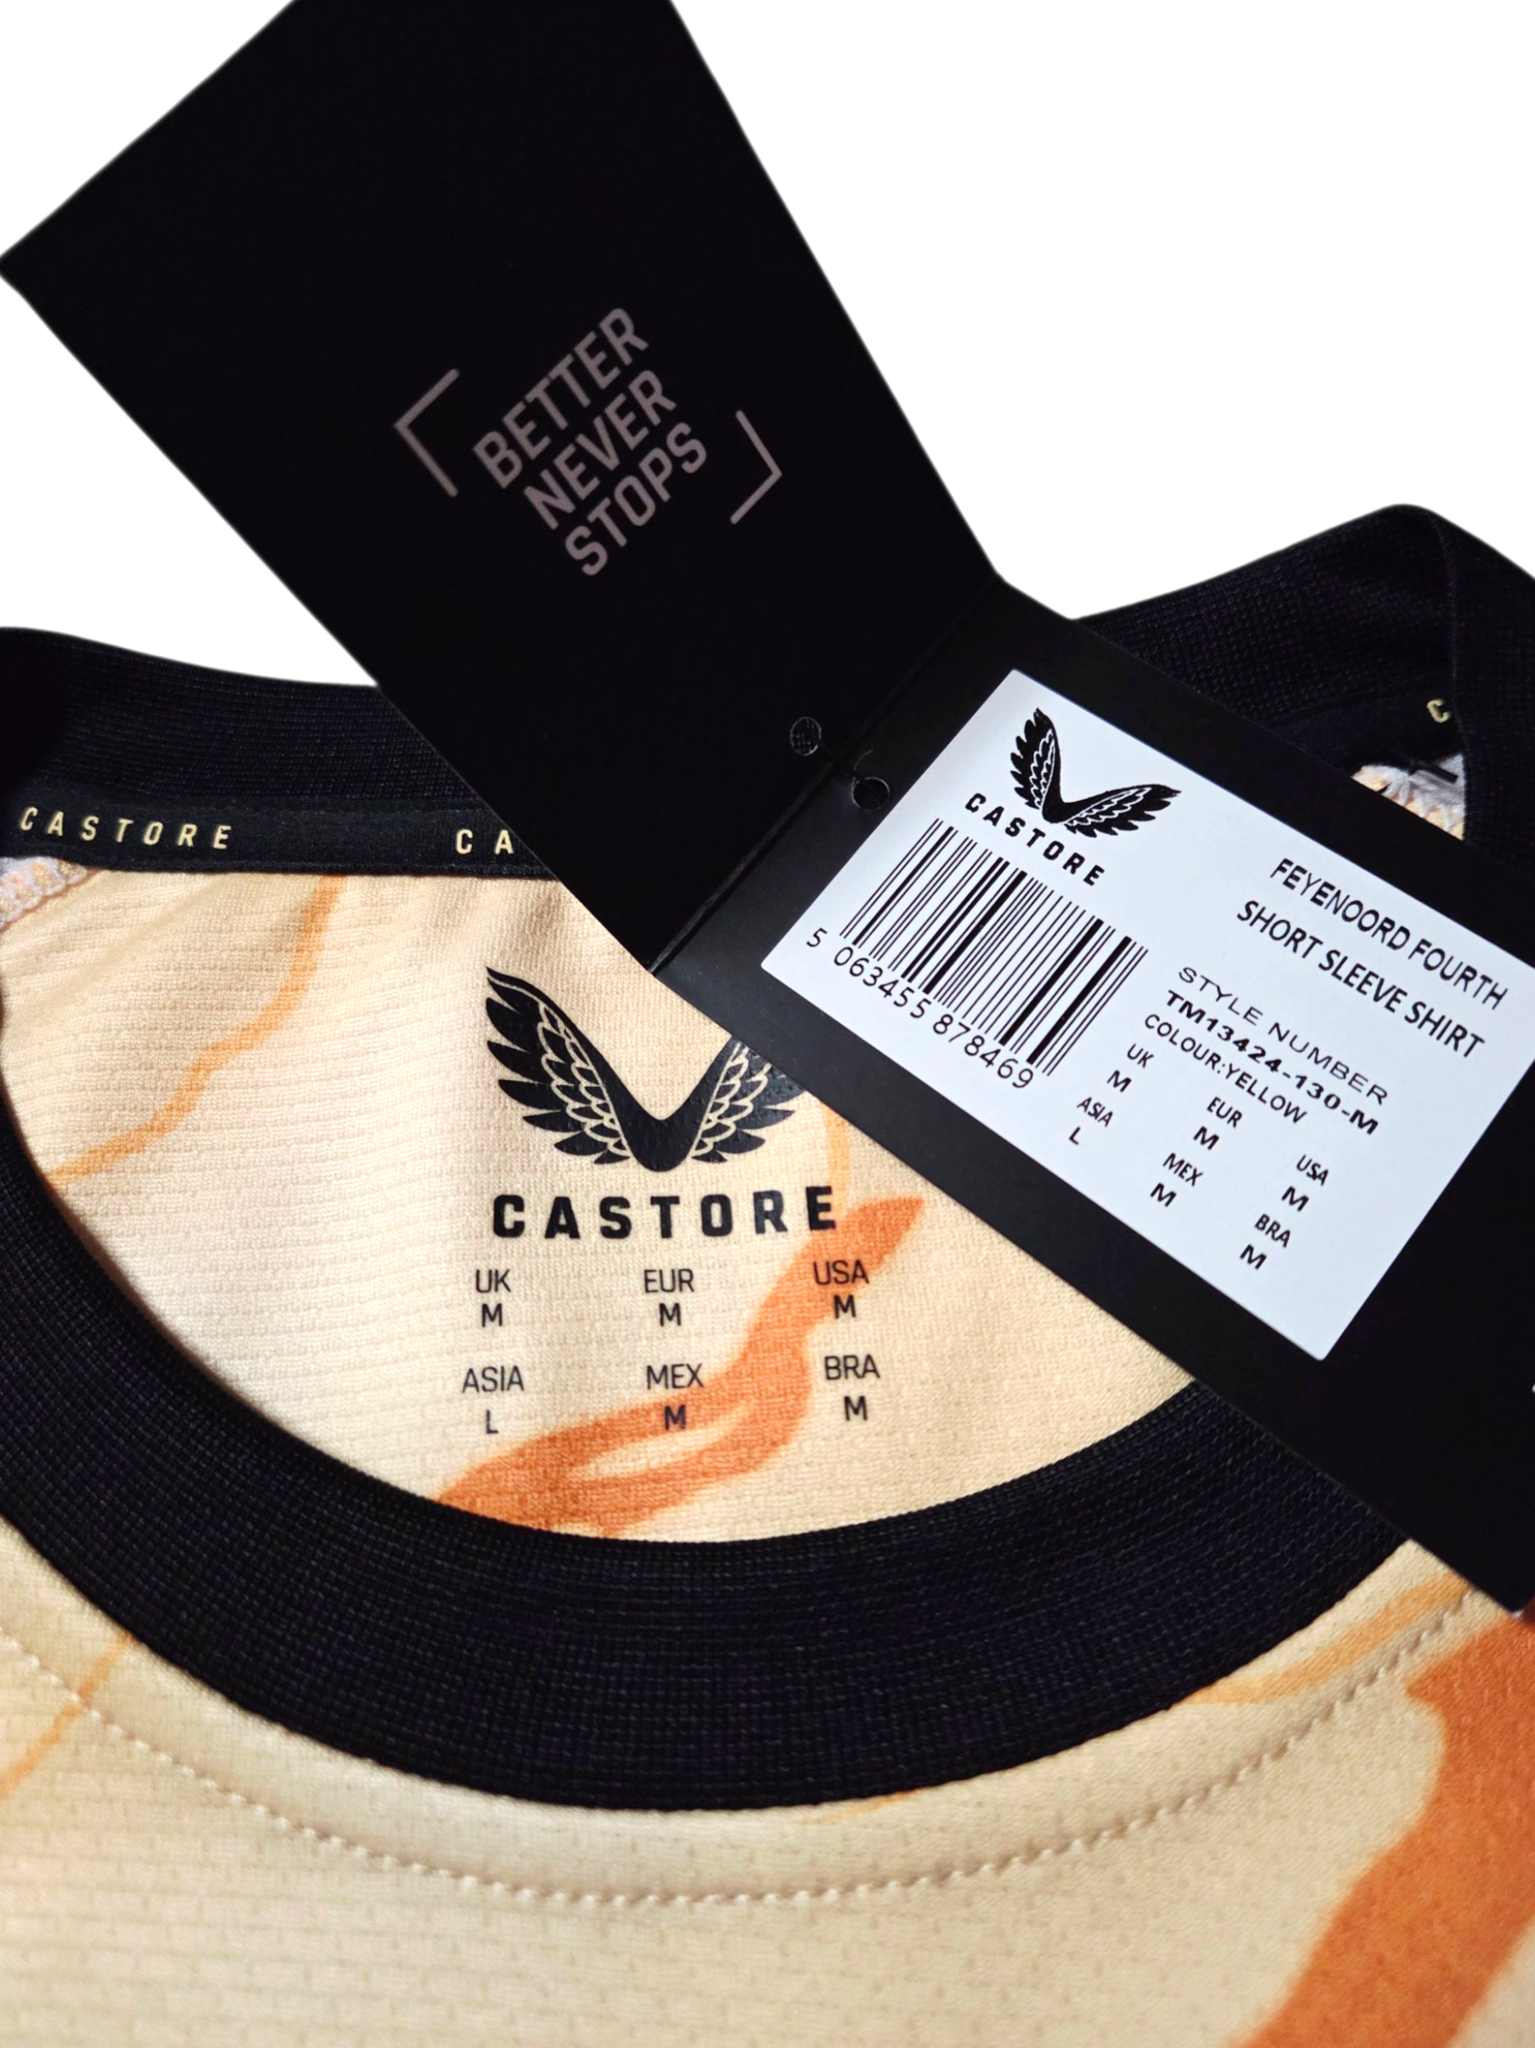 BETTER
NEVER
STOPS
CASTORE
CA
C
CASTORE
5 063455 878469
FEYENOORD FOURTH
SHORT SLEEVE SHIRT
STYLE NUMBER
TM13424-130-M
COLOUR:YELLOW
UK EUR USA
M M M
ASIA MEX BRA
L M M
CASTORE
UK EUR USA
M M M
ASIA MEX BRA
L M M